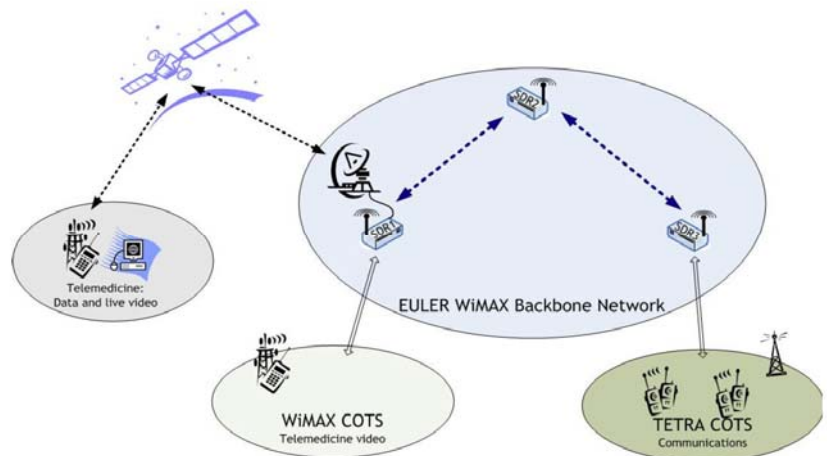 SDR2
SDR1
SDR3
Telemedicine:
Data and live video
EULER WiMAX Backbone Network
WiMAX COTS
Telemedicine video
TETRA COTS
Communications